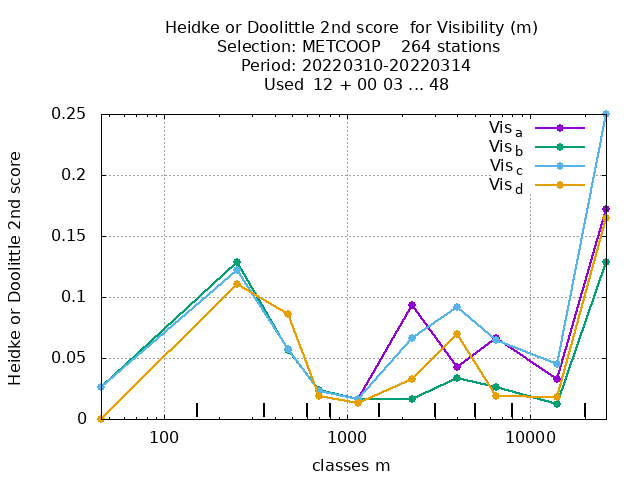 Heidke or Doolittle 2nd score  for Visibility (m)
Selection: METCOOP    264 stations
Period: 20220310-20220314
Used  12 + 00 03 ... 48
Heidke or Doolittle 2nd score
0.25
0.2
0.15
0.1
0.05
0
Vis a
Vis b
Vis c
Vis d
100 1000 10000
classes m